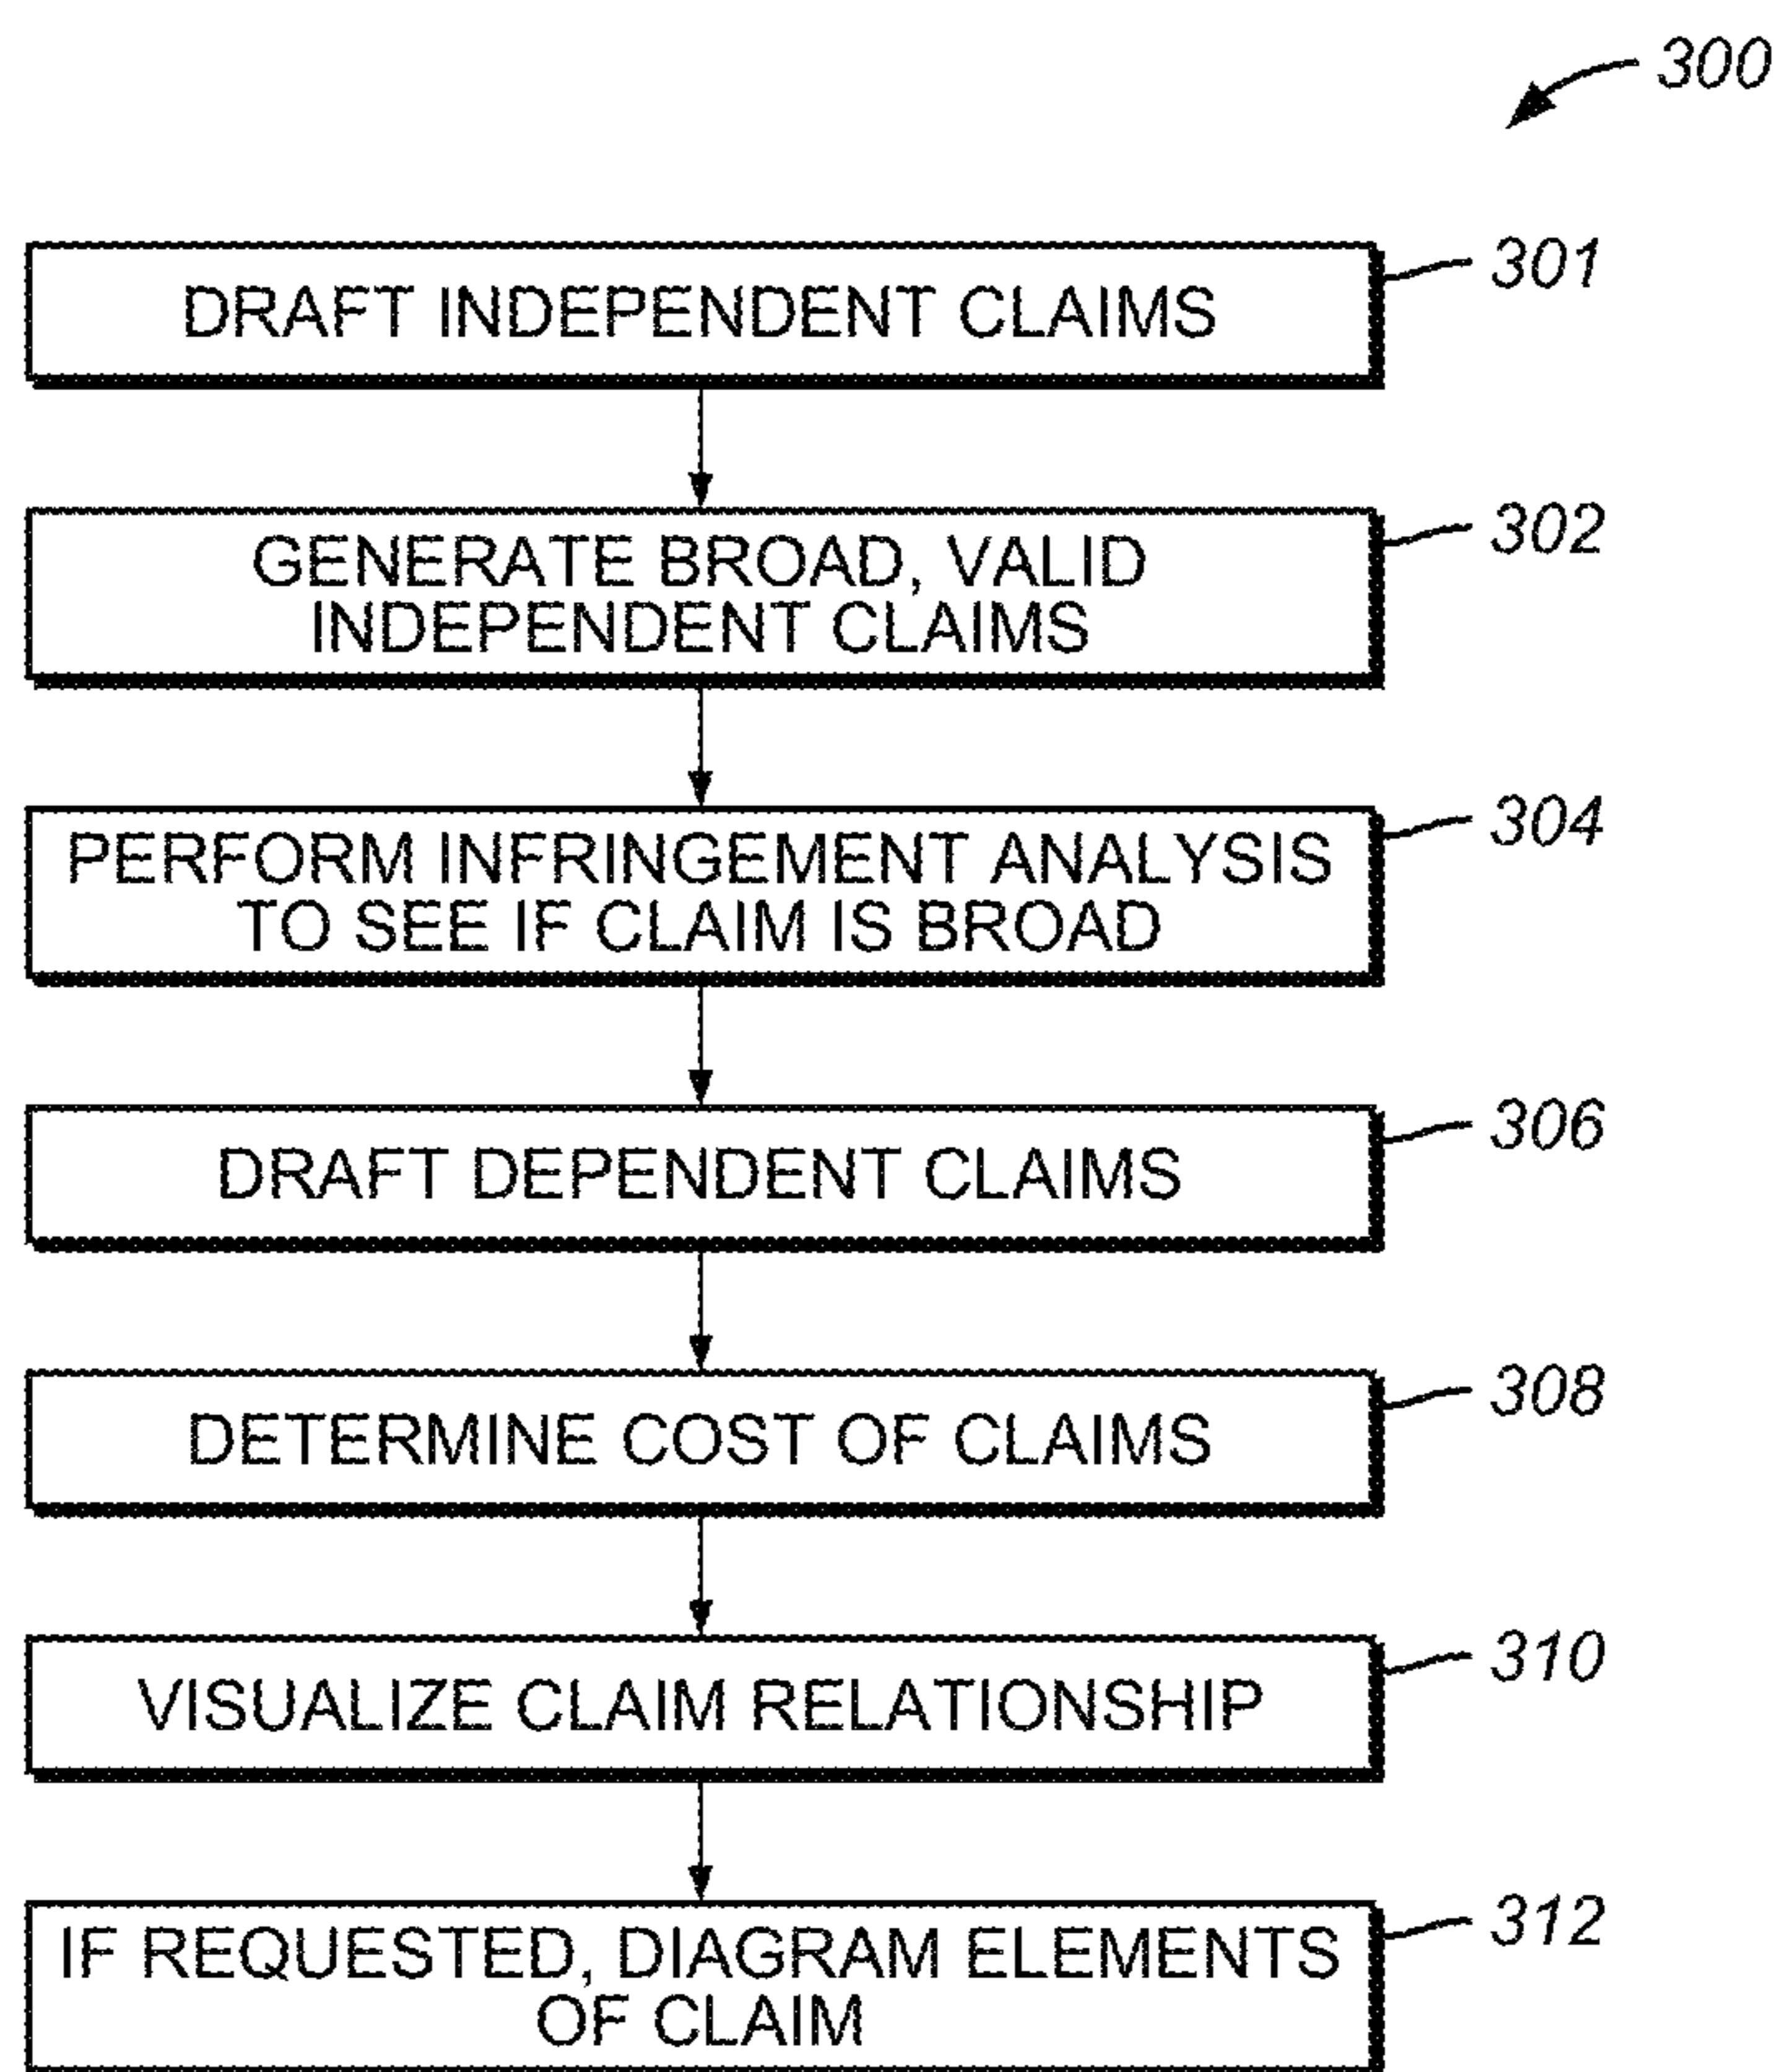 300
DRAFT INDEPENDENT CLAIMS
301
GENERATE BROAD, VALID
INDEPENDENT CLAIMS
302
PERFORM INFRINGEMENT ANALYSIS
TO SEE IF CLAIM IS BROAD
304
DRAFT DEPENDENT CLAIMS
306
DETERMINE COST OF CLAIMS
308
VISUALIZE CLAIM RELATIONSHIP
310
IF REQUESTED, DIAGRAM ELEMENTS
OF CLAIM
312